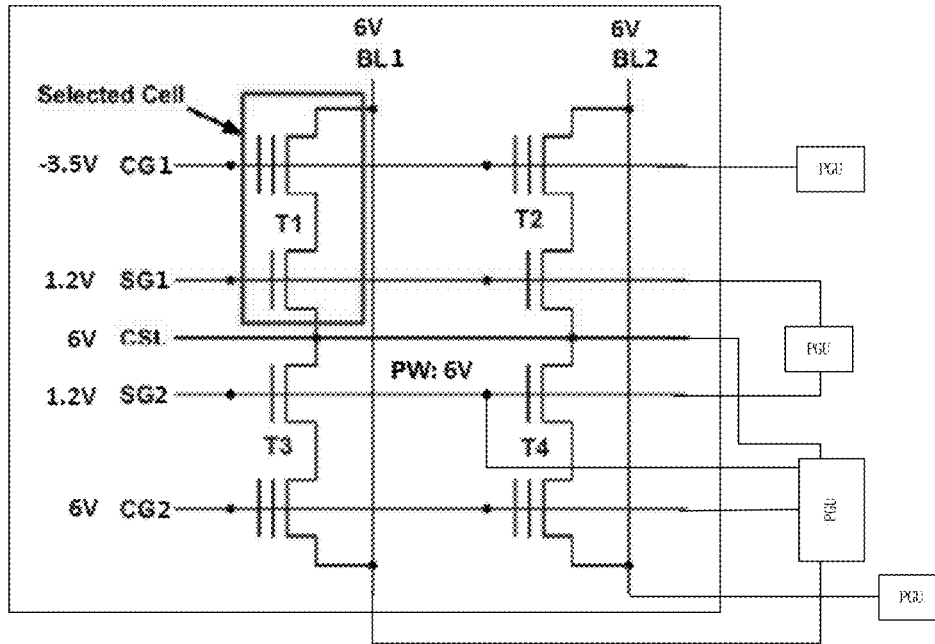 6V BL1
6V BL2
Selected Cell
-3.5V CG1
PGU
T1
T2
1.2V SG1
6V CSL
PGU
PW: 6V
1.2V SG2
T3
T4
PGU
6V CG2
PGU